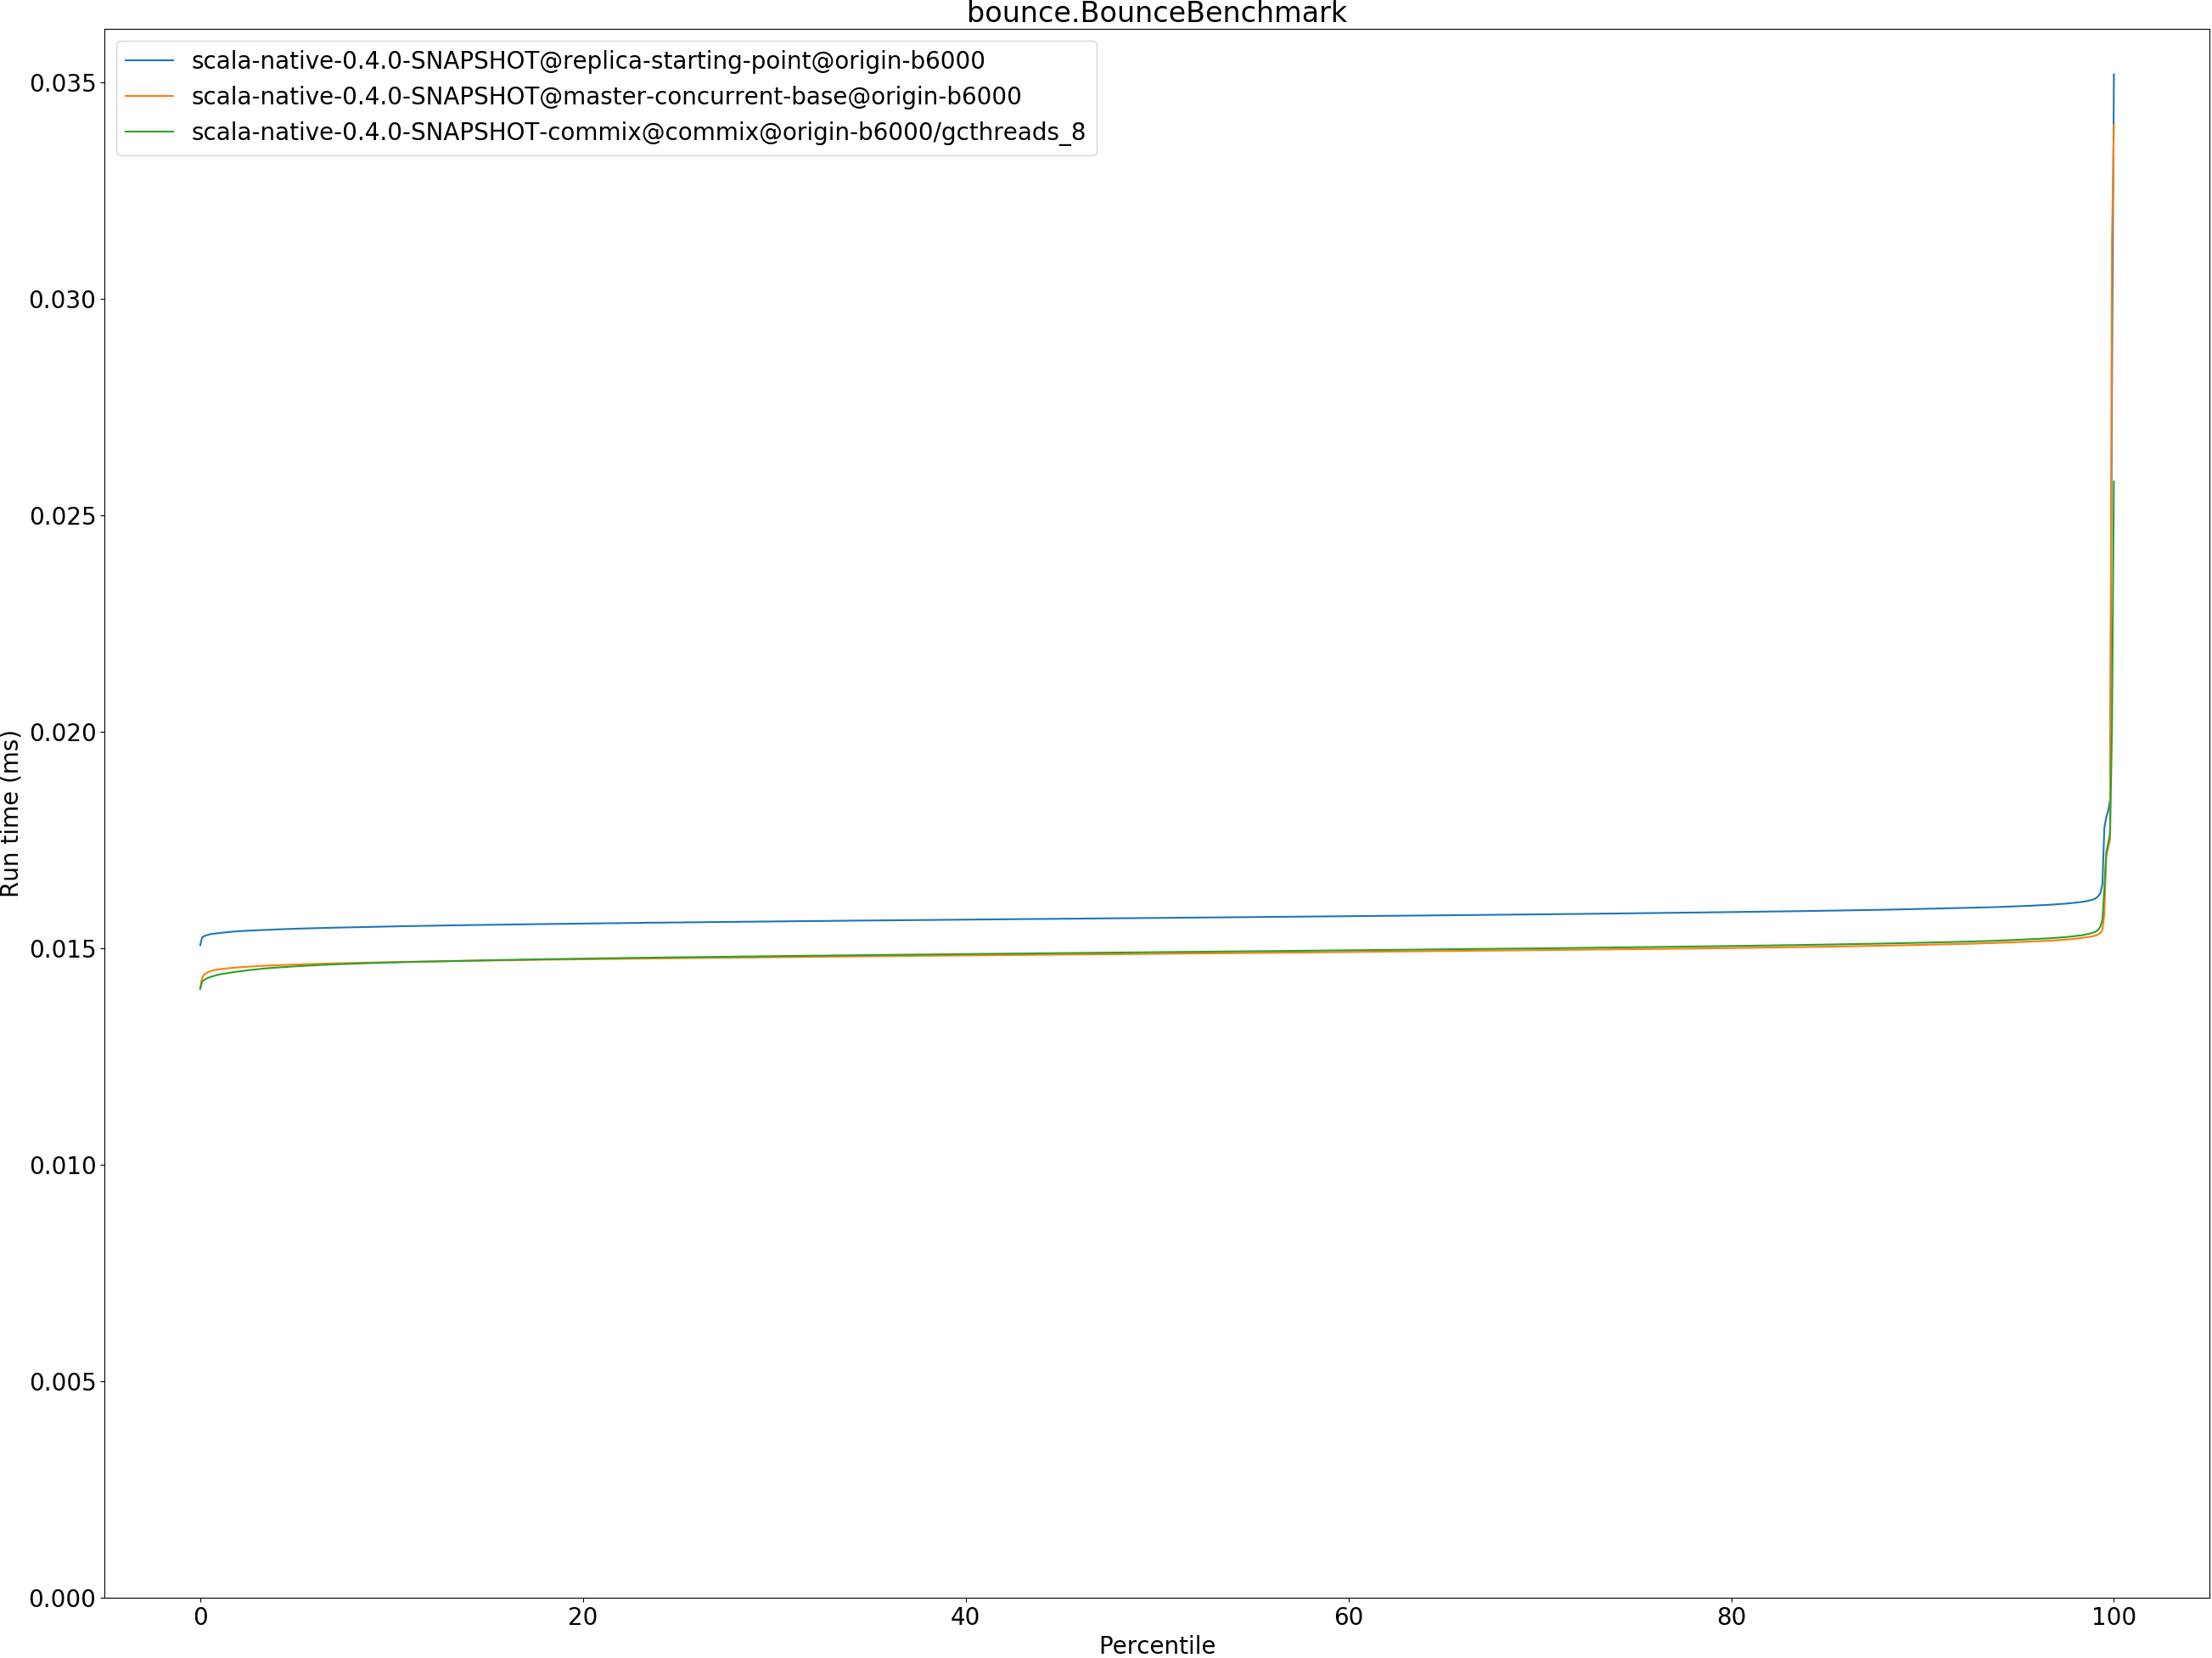 bounce.BounceBenchmark
scala-native-0.4.0-SNAPSHOT@replica-starting-point@origin-b6000
scala-native-0.4.0-SNAPSHOT@master-concurrent-base@origin-b6000
scala-native-0.4.0-SNAPSHOT-commix@commix@origin-b6000/gcthreads_8
0.035
0.030
0.025
0.020
0.015
0.010
0.005
0.000
Run time (ms)
0 20 40 60 80 100
Percentile